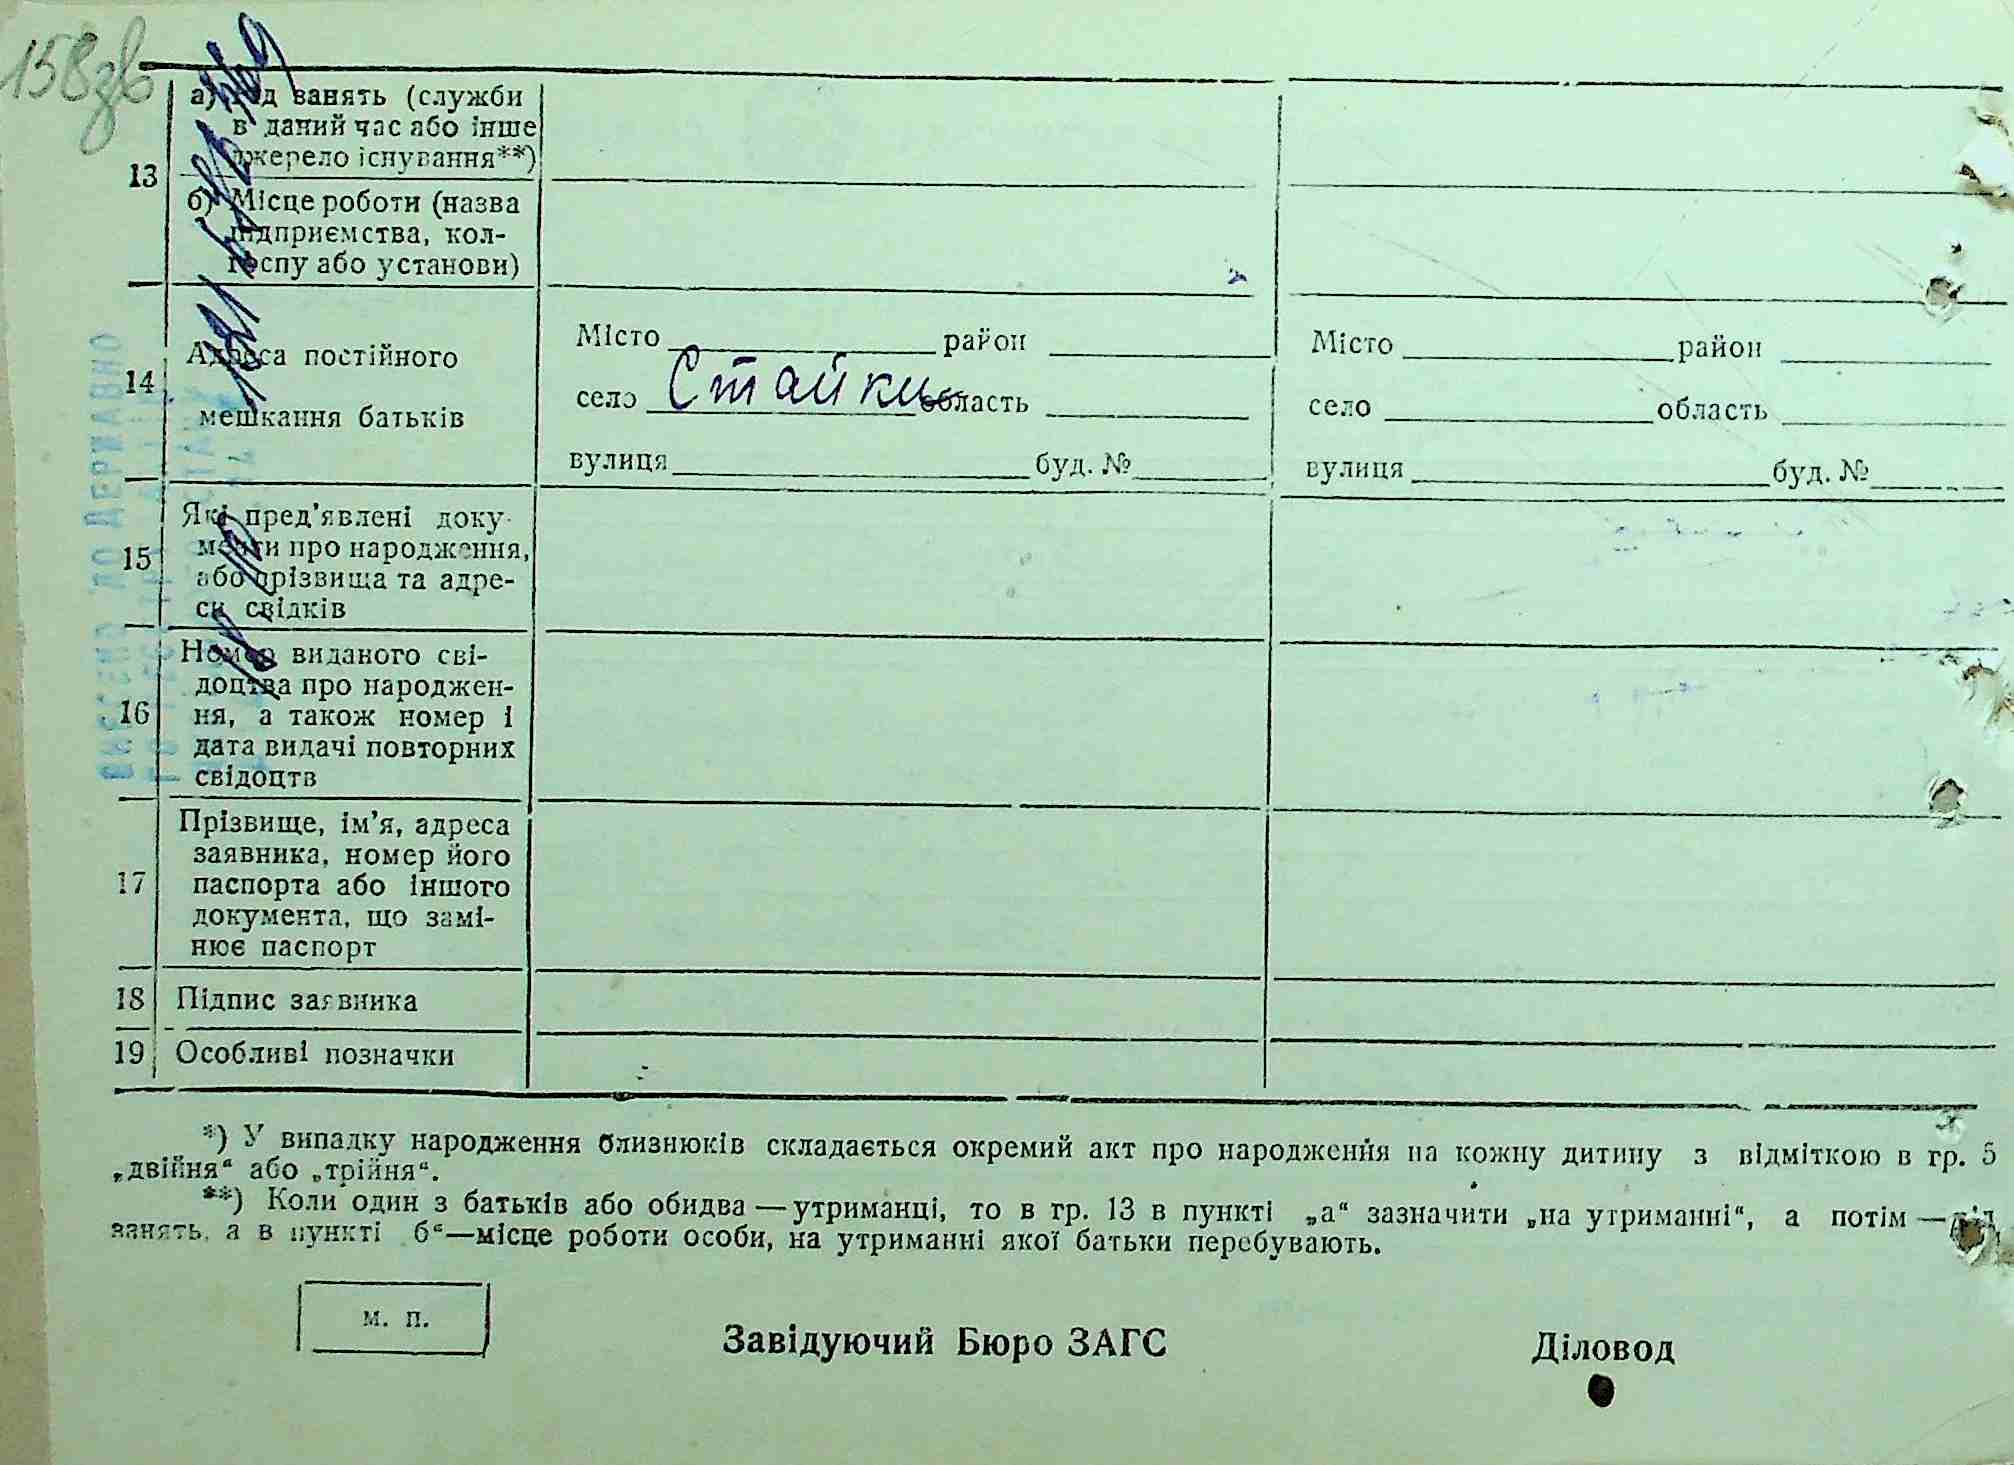 158зв
13
а) Рід занять (служби
в даний час або інше
джерело існування**)
б) Місце роботи (назва
підприємства, кол-
госпу або установи)
14
Адреса постійного
мешкання батьків
Місто район
село Стайки область
вулиця буд. №
Місто район
село область
вулиця буд. №
15
Які пред’явлені доку-
менти про народження,
або прізвища та адре-
си свідків
16
Номер виданого сві-
доцтва про народжен-
ня, а також номер і
дата видачі повторних
свідоцтв
17
Прізвище, ім’я, адреса
заявника, номер його
паспорта або іншого
документа, що замі-
нює паспорт
18 Підпис заявника
19 Особливі позначки
*) У випадку народження близнюків складається окремий акт про народження на кожну дитину з відміткою в гр. 5
„двійня“ або „трійня“.
**) Коли один з батьків або обидва — утриманці, то в гр. 13 в пункті „а“ зазначити „на утриманні“, а потім — рід
занять, а в пункті б“—місце роботи особи, на утриманні якої батьки перебувають.
м. п.
Завідуючий Бюро ЗАГС
Діловод
ВНЕСЕНО ДО ДЕРЖАВНО